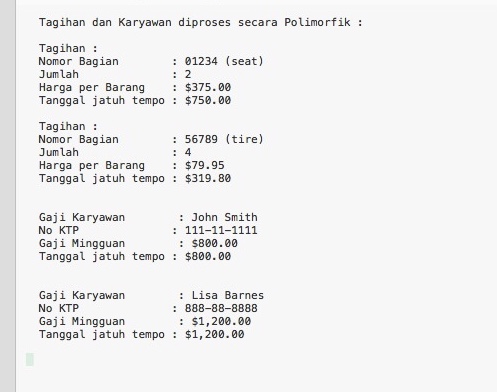 Tagihan dan Karyawan diproses secara Polimorfik :
Tagihan :
Nomor Bagian : 01234 (seat)
Jumlah : 2
Harga per Barang : $375.00
Tanggal jatuh tempo : $750.00
Tagihan :
Nomor Bagian : 56789 (tire)
Jumlah : 4
Harga per Barang : $79.95
Tanggal jatuh tempo : $319.80
Gaji Karyawan : John Smith
No KTP : 111-11-1111
Gaji Mingguan : $800.00
Tanggal jatuh tempo : $800.00
Gaji Karyawan : Lisa Barnes
No KTP : 888-88-8888
Gaji Mingguan : $1,200.00
Tanggal jatuh tempo : $1,200.00